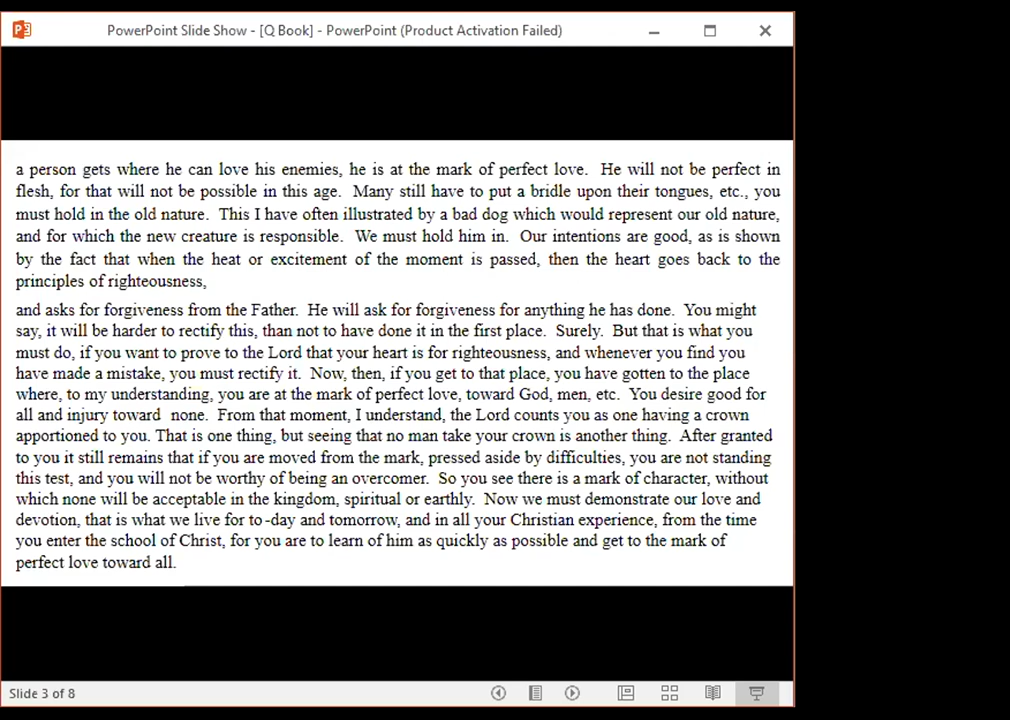 PowerPoint Slide Show - [Q Book] - PowerPoint (Product Activation Failed)
a person gets where he can love his enemies, he is at the mark of perfect love. He will not be perfect in
flesh, for that will not be possible in this age. Many still have to put a bridle upon their tongues, etc., you
must hold in the old nature. This I have often illustrated by a bad dog which would represent our old nature,
and for which the new creature is responsible. We must hold him in. Our intentions are good, as is shown
by the fact that when the heat or excitement of the moment is passed, then the heart goes back to the
principles of righteousness,
and asks for forgiveness from the Father. He will ask for forgiveness for anything he has done. You might
say, it will be harder to rectify this, than not to have done it in the first place. Surely. But that is what you
must do, if you want to prove to the Lord that your heart is for righteousness, and whenever you find you
have made a mistake, you must rectify it. Now, then, if you get to that place, you have gotten to the place
where, to my understanding, you are at the mark of perfect love, toward God, men, etc. You desire good for
all and injury toward none. From that moment, I understand, the Lord counts you as one having a crown
apportioned to you. That is one thing, but seeing that no man take your crown is another thing. After granted
to you it still remains that if you are moved from the mark, pressed aside by difficulties, you are not standing
this test, and you will not be worthy of being an overcomer. So you see there is a mark of character, without
which none will be acceptable in the kingdom, spiritual or earthly. Now we must demonstrate our love and
devotion, that is what we live for to-day and tomorrow, and in all your Christian experience, from the time
you enter the school of Christ, for you are to learn of him as quickly as possible and get to the mark of
perfect love toward all.
Slide 3 of 8